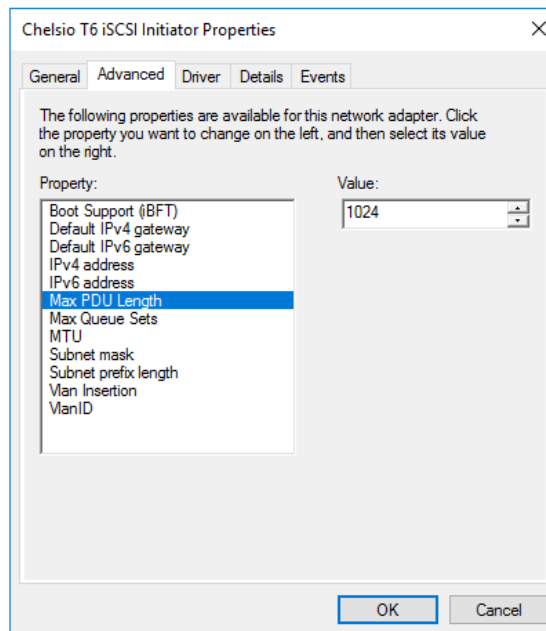 Chelsio T6 iSCSI Initiator Properties
General Advanced Driver Details Events
The following properties are available for this network adapter. Click
the property you want to change on the left, and then select its value
on the right.
Property:
Value:
Boot Support (iBFT)
1024
Default IPv4 gateway
Default IPv6 gateway
IPv4 address
IPv6 address
Max PDU Length
Max Queue Sets
MTU
Subnet mask
Subnet prefix length
Vlan Insertion
VlanID
OK
Cancel